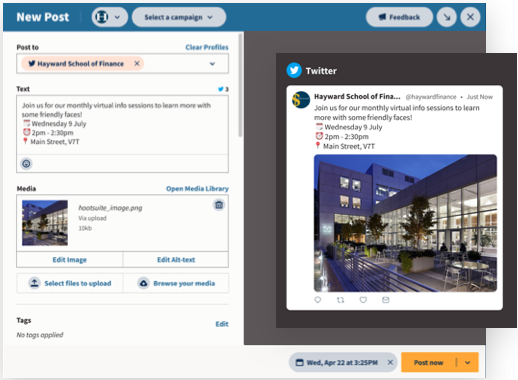 New Post
Select a campaign
Feedback
Post to
Clear Profiles
Hayward School of Finance
Text
3
Join us for our monthly virtual info sessions to learn more with
some friendly faces!
Wednesday 9 July
2pm - 2:30pm
Main Street, V7T
Media
Open Media Library
hootsuite_image.png
Via upload
10kb
Edit Image
Edit Alt-text
Select files to upload
Browse your media
Tags
Edit
No tags applied
Twitter
Hayward School of Fina... @haywardfinance • Just Now
Join us for our monthly virtual info sessions to learn
more with some friendly faces!
Wednesday 9 July
2pm - 2:30pm
Main Street, V7T
Wed, Apr 22 at 3:25PM
Post now